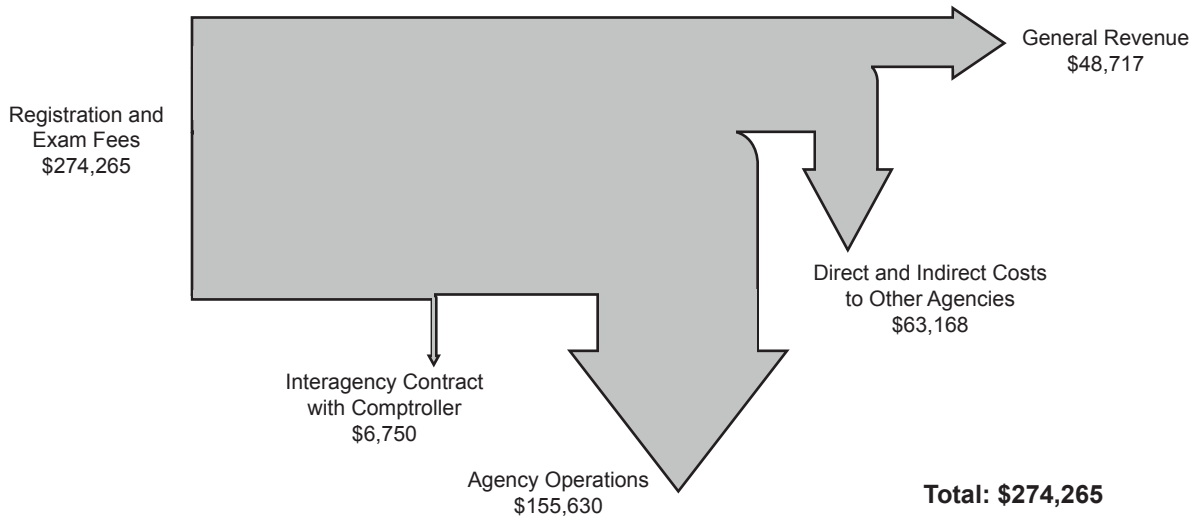 General Revenue
$48,717
Registration and
Exam Fees
$274,265
Direct and Indirect Costs
to Other Agencies
$63,168
Interagency Contract
with Comptroller
$6,750
Agency Operations
$155,630
Total: $274,265